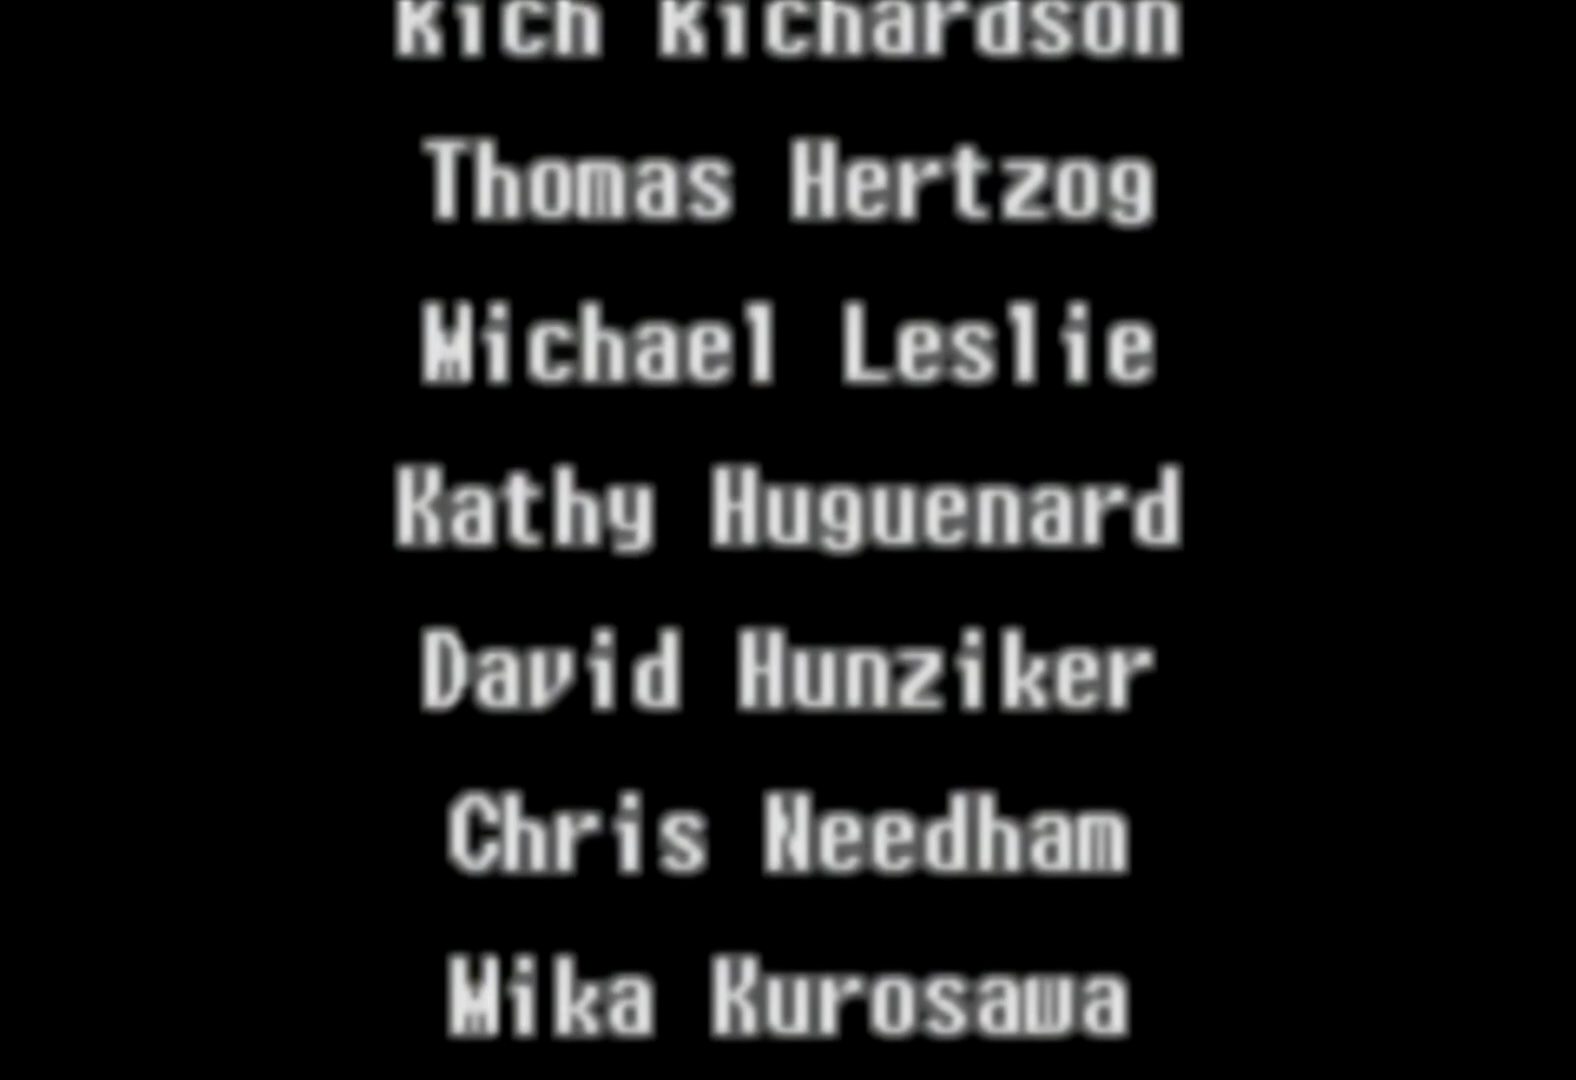 Rich Richardson
Thomas Hertzog
Michael Leslie
Kathy Huguenard
David Hunziker
Chris Needham
Mika Kurosawa